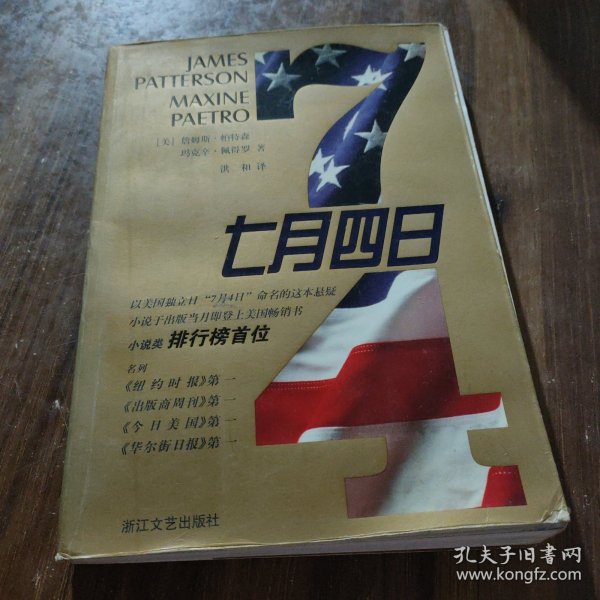 JAMES
PATTERSON
MAXINE
PAETRO
[美] 詹姆斯·帕特森
玛克辛·佩得罗 著
洪和 译
7
七月四日
以美国独立日“7月4日”命名的这本悬疑
小说于出版当月即登上美国畅销书
小说类 排行榜首位
名列
《纽约时报》第一
《出版商周刊》第一
《今日美国》第一
《华尔街日报》第一
4
浙江文艺出版社
孔夫子旧书网
www.kongfz.com